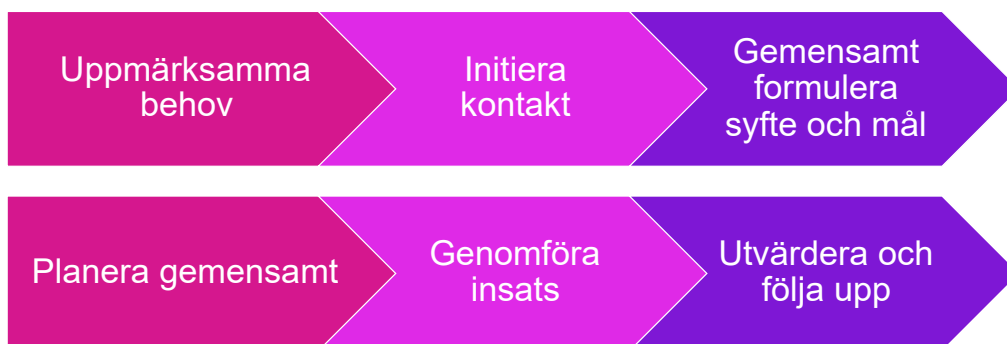 Uppmärksamma
behov
Initiera
kontakt
Gemensamt
formulera
syfte och mål
Planera gemensamt
Genomföra
insats
Utvärdera och
följa upp